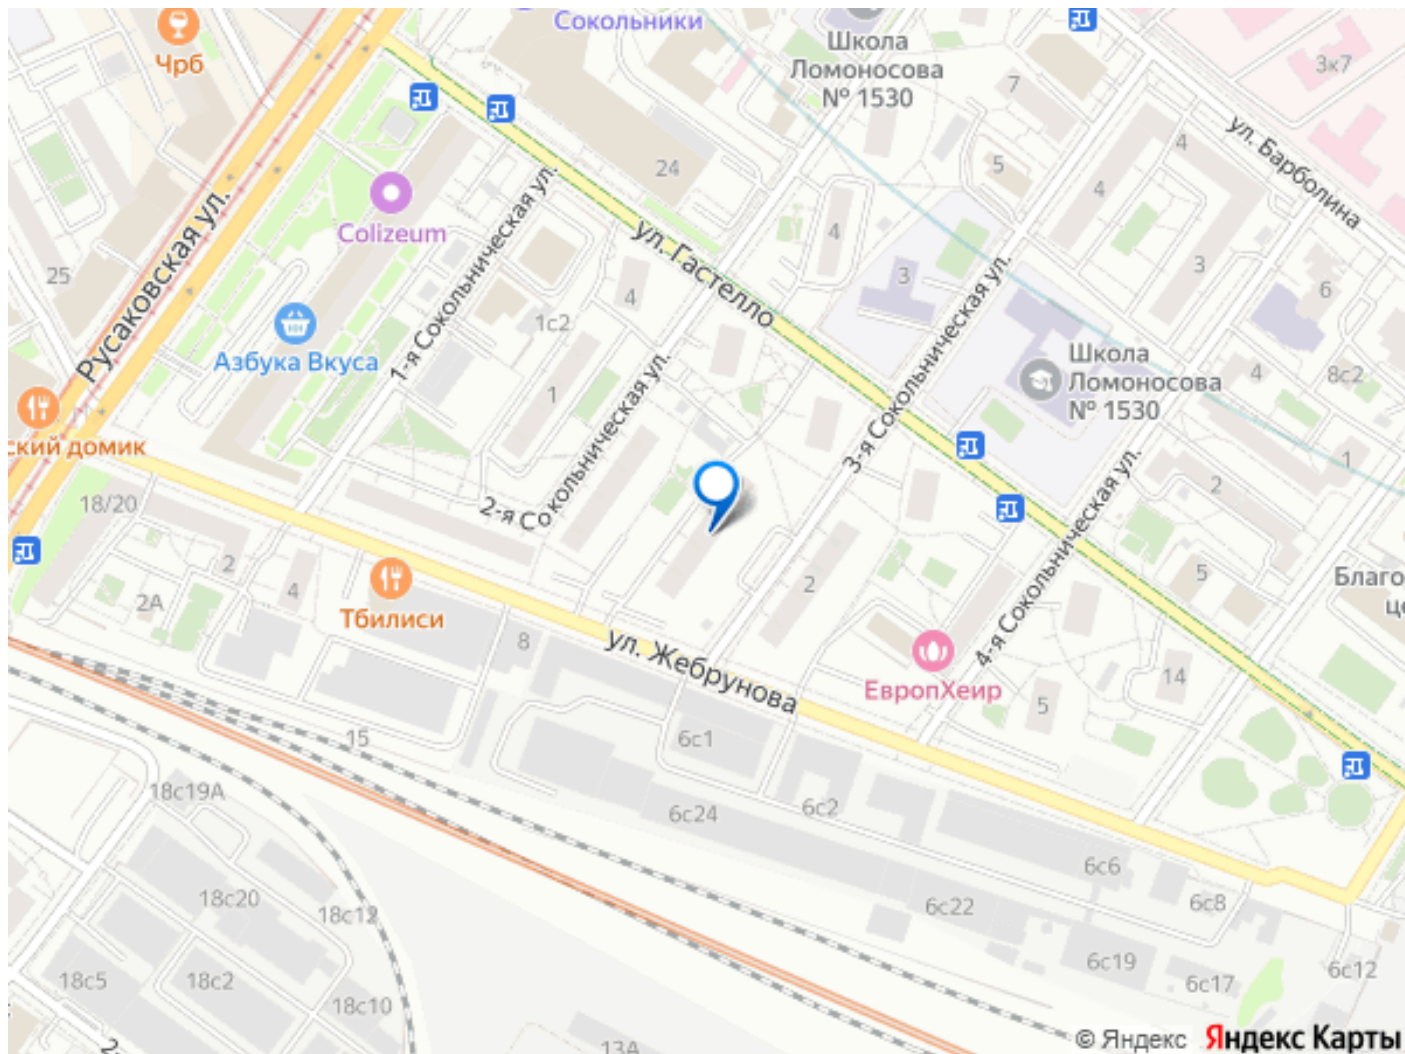 Сокольники
Чрб
Школа
Ломоносова
№ 1530
3к7
7
ул. Барболина
4
24
5
4
Colizeum
Русаковская ул.
1-я Сокольническая ул.
ул. Гастелло
4
3
3
25
4
6
1с2
Азбука Вкуса
3-я Сокольническая ул.
Школа
Ломоносова
№ 1530
4
8с2
1
2-я Сокольническая ул.
ский домик
1
2
18/20
4-я Сокольническая ул.
2
4
2А
Тбилиси
2
5
Благо
це
8
ул. Жебрунова
ЕвропХеир
14
5
15
6с1
18с19А
6с24
6с2
6с6
18с20
18с12
6с22
6с8
18с5
18с2
18с10
6с19
6с17
6с12
2-
13А
© Яндекс Яндекс Карты